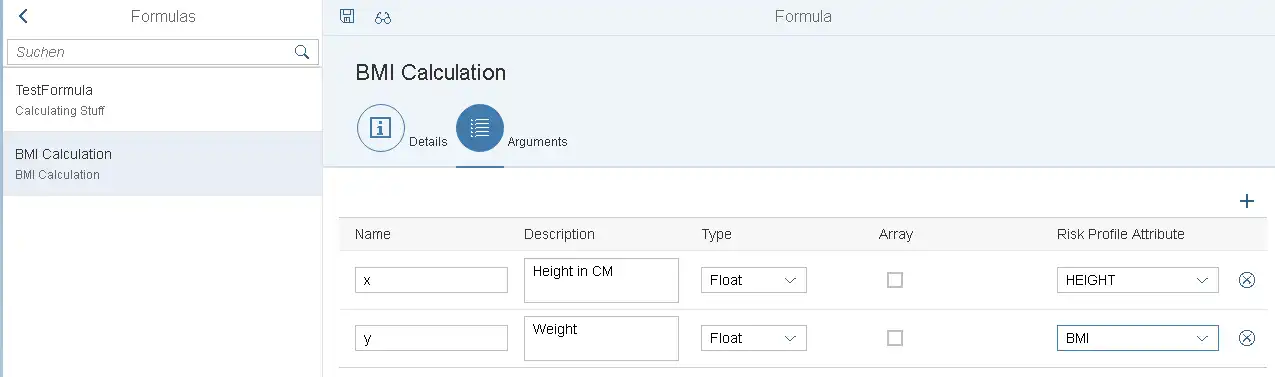 Formulas
Suchen
TestFormula
Calculating Stuff
BMI Calculation
BMI Calculation
Formula
BMI Calculation
Details Arguments
Name Description Type Array Risk Profile Attribute
x Height in CM Float HEIGHT
y Weight Float BMI